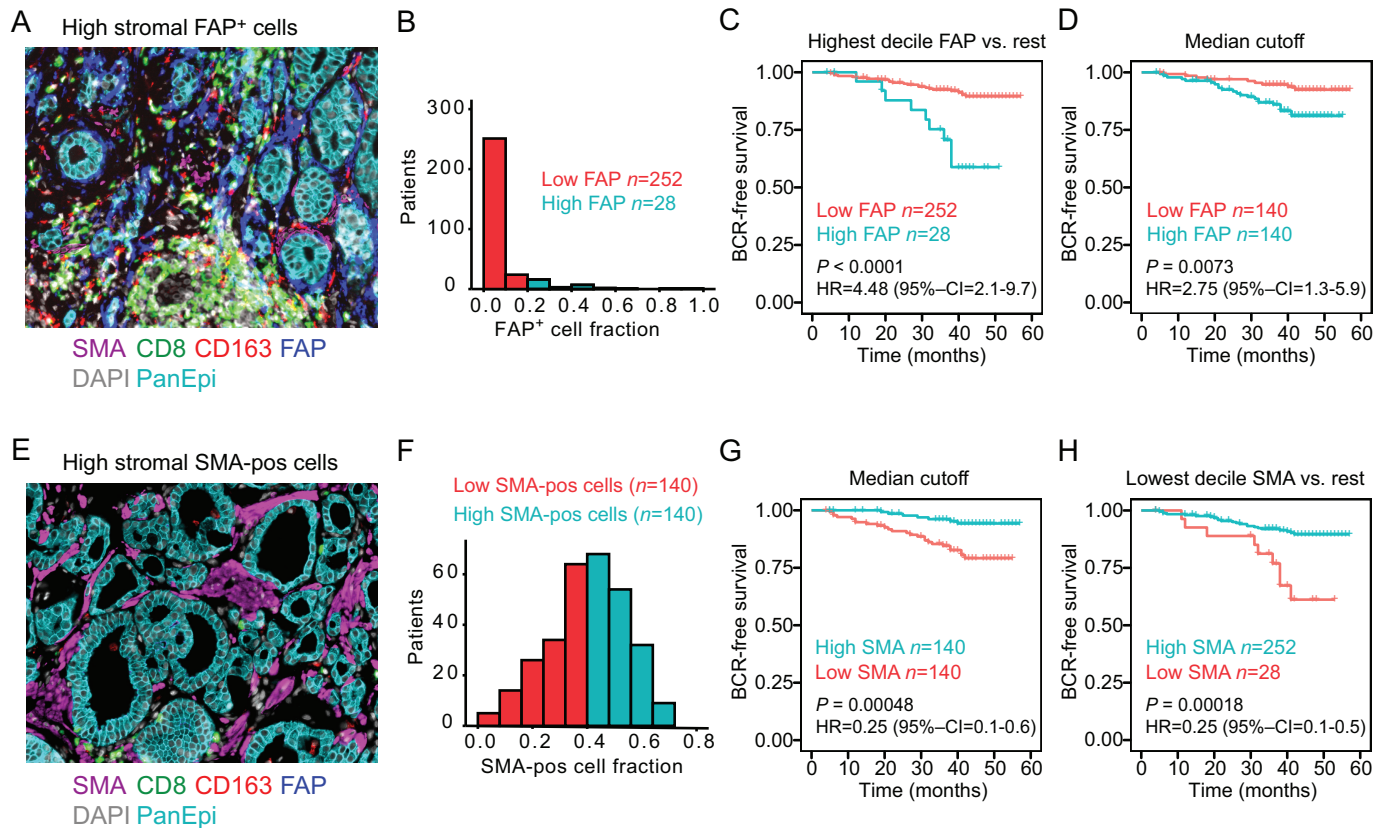 A
High stromal FAP⁺ cells
SMA CD8 CD163 FAP
DAPI PanEpi
B
300
200
100
0
Patients
Low FAP n=252
High FAP n=28
0.0 0.2 0.4 0.6 0.8 1.0
FAP⁺ cell fraction
C
Highest decile FAP vs. rest
1.00
0.75
0.50
0.25
0.00
BCR-free survival
Low FAP n=252
High FAP n=28
P < 0.0001
HR=4.48 (95%–CI=2.1-9.7)
0 10 20 30 40 50 60
Time (months)
D
Median cutoff
1.00
0.75
0.50
0.25
0.00
BCR-free survival
Low FAP n=140
High FAP n=140
P = 0.0073
HR=2.75 (95%–CI=1.3-5.9)
0 10 20 30 40 50 60
Time (months)
E
High stromal SMA-pos cells
SMA CD8 CD163 FAP
DAPI PanEpi
F
Low SMA-pos cells (n=140)
High SMA-pos cells (n=140)
60
40
20
0
Patients
0.0 0.2 0.4 0.6 0.8
SMA-pos cell fraction
G
Median cutoff
1.00
0.75
0.50
0.25
0.00
BCR-free survival
High SMA n=140
Low SMA n=140
P = 0.00048
HR=0.25 (95%–CI=0.1-0.6)
0 10 20 30 40 50 60
Time (months)
H
Lowest decile SMA vs. rest
1.00
0.75
0.50
0.25
0.00
BCR-free survival
High SMA n=252
Low SMA n=28
P = 0.00018
HR=0.25 (95%–CI=0.1-0.5)
0 10 20 30 40 50 60
Time (months)